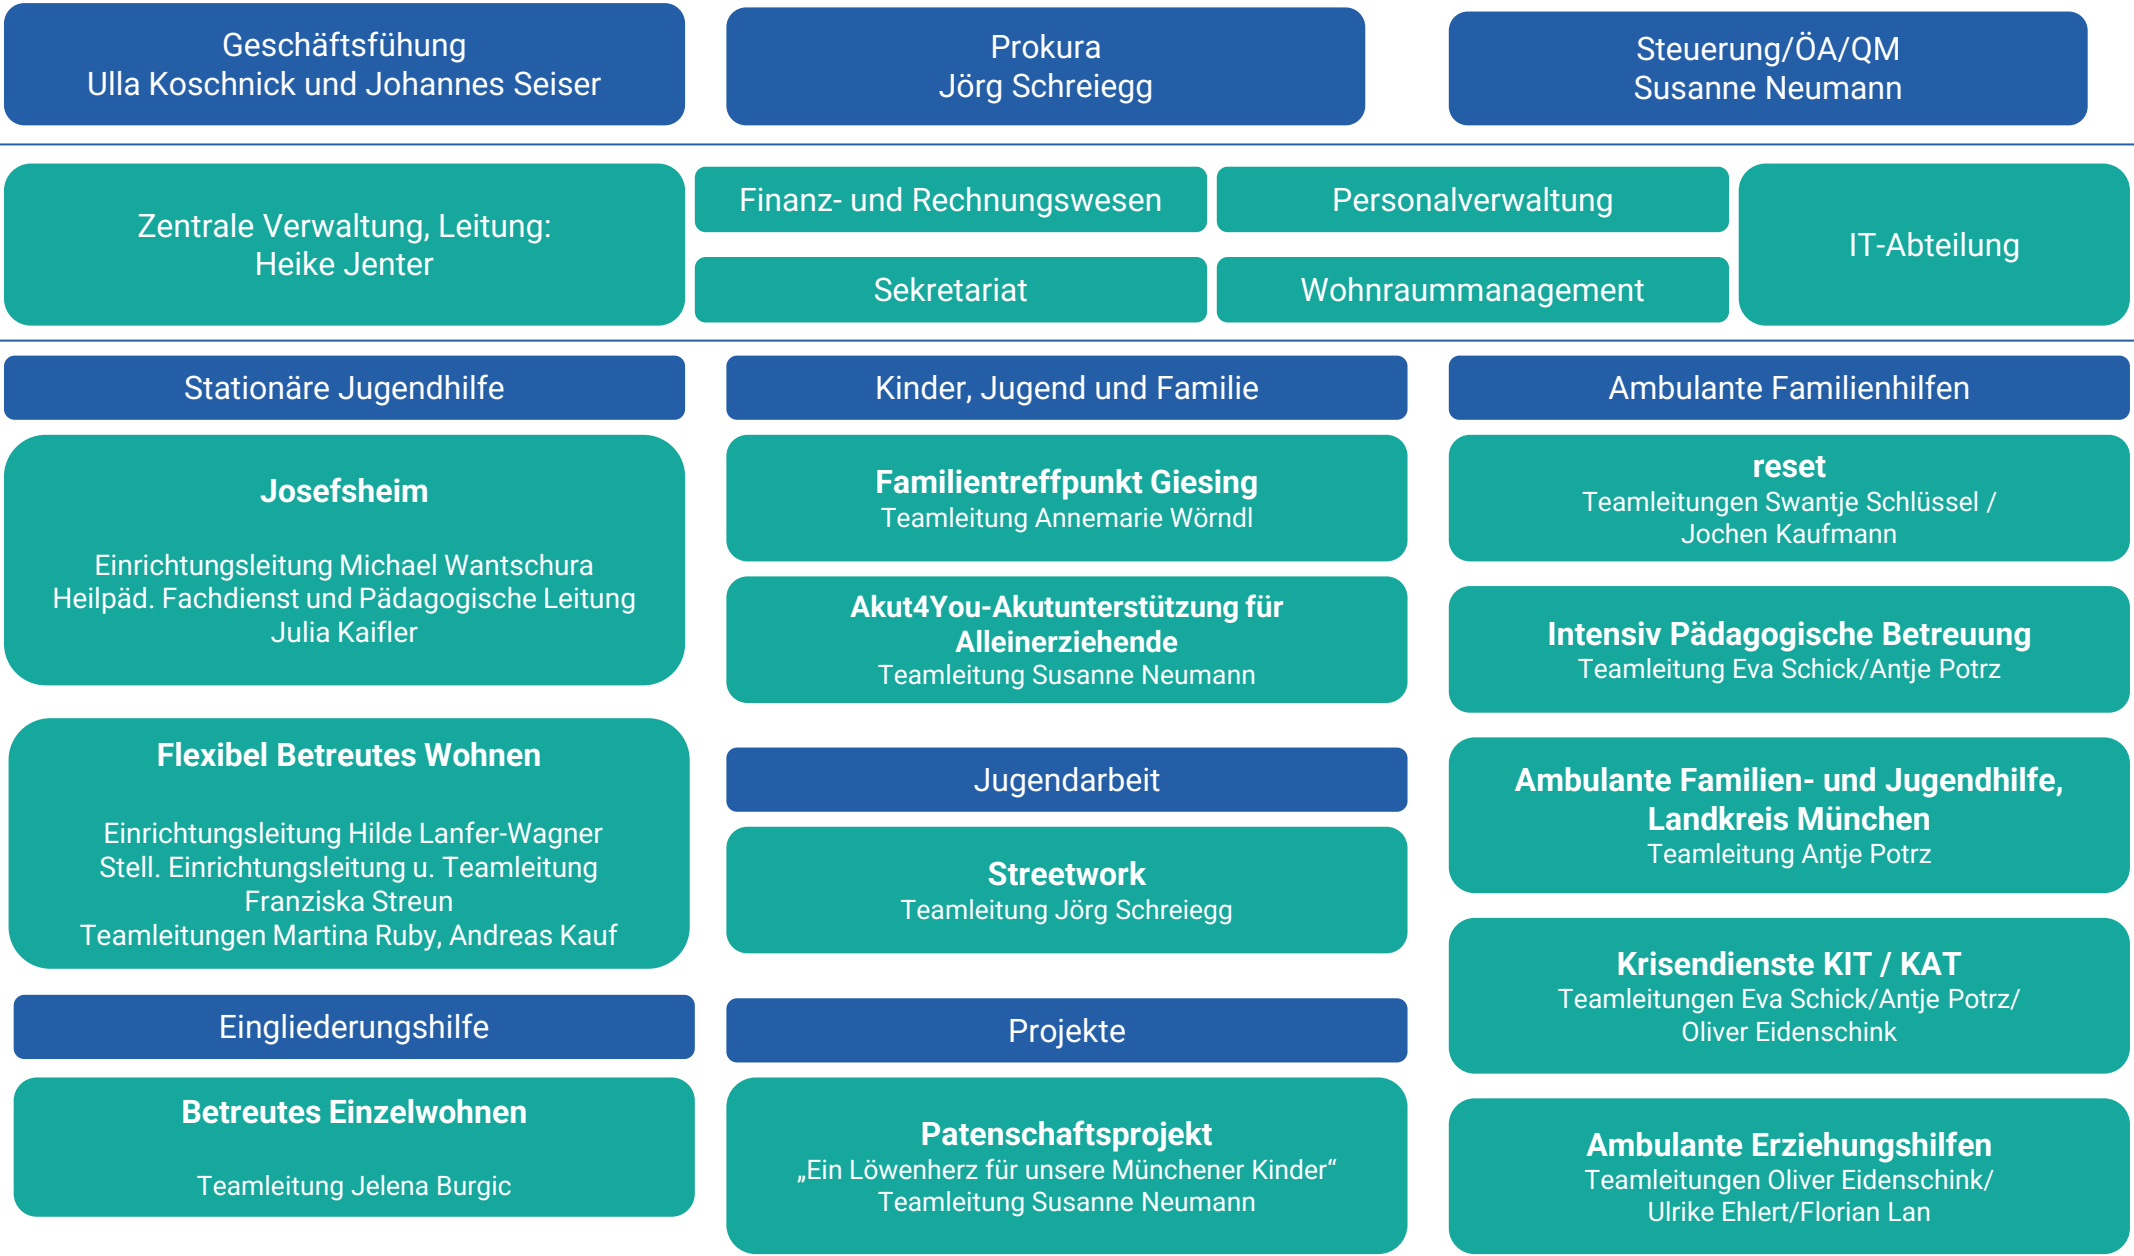 Geschäftsfühung
Ulla Koschnick und Johannes Seiser
Prokura
Jörg Schreiegg
Steuerung/ÖA/QM
Susanne Neumann
Zentrale Verwaltung, Leitung:
Heike Jenter
Finanz- und Rechnungswesen
Personalverwaltung
Sekretariat
Wohnraummanagement
IT-Abteilung
Stationäre Jugendhilfe
Josefsheim
Einrichtungsleitung Michael Wantschura
Heilpäd. Fachdienst und Pädagogische Leitung
Julia Kaifler
Flexibel Betreutes Wohnen
Einrichtungsleitung Hilde Lanfer-Wagner
Stell. Einrichtungsleitung u. Teamleitung
Franziska Streun
Teamleitungen Martina Ruby, Andreas Kauf
Eingliederungshilfe
Betreutes Einzelwohnen
Teamleitung Jelena Burgic
Kinder, Jugend und Familie
Familientreffpunkt Giesing
Teamleitung Annemarie Wörndl
Akut4You-Akutunterstützung für
Alleinerziehende
Teamleitung Susanne Neumann
Jugendarbeit
Streetwork
Teamleitung Jörg Schreiegg
Projekte
Patenschaftsprojekt
„Ein Löwenherz für unsere Münchener Kinder“
Teamleitung Susanne Neumann
Ambulante Familienhilfen
reset
Teamleitungen Swantje Schlüssel /
Jochen Kaufmann
Intensiv Pädagogische Betreuung
Teamleitung Eva Schick/Antje Potrz
Ambulante Familien- und Jugendhilfe,
Landkreis München
Teamleitung Antje Potrz
Krisendienste KIT / KAT
Teamleitungen Eva Schick/Antje Potrz/
Oliver Eidenschink
Ambulante Erziehungshilfen
Teamleitungen Oliver Eidenschink/
Ulrike Ehlert/Florian Lan